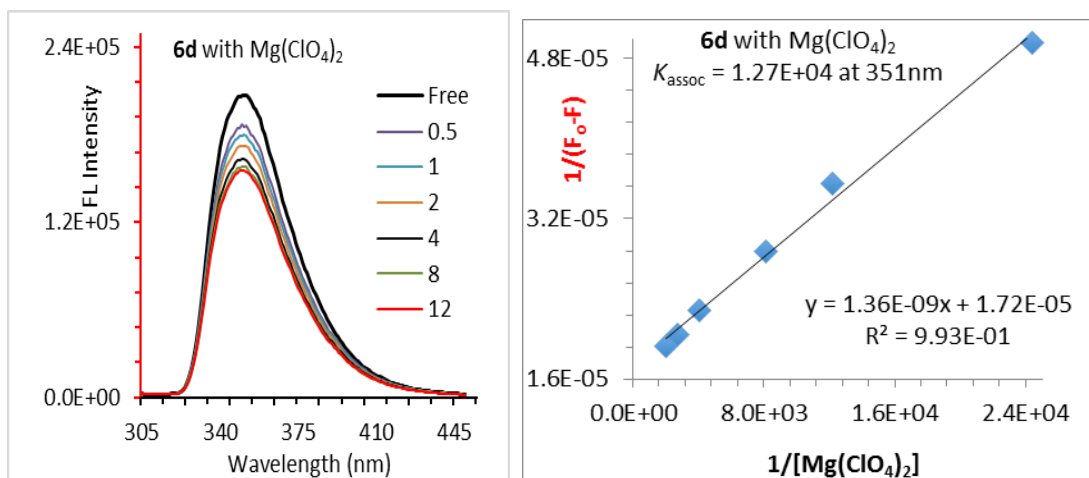 6d with Mg(ClO₄)₂
2.4E+05
1.2E+05
0.0E+00
FL Intensity
Free
0.5
1
2
4
8
12
305 340 375 410 445
Wavelength (nm)
6d with Mg(ClO₄)₂
Kassoc = 1.27E+04 at 351nm
4.8E-05
3.2E-05
1.6E-05
1/(Fₒ-F)
y = 1.36E-09x + 1.72E-05
R² = 9.93E-01
0.0E+00 8.0E+03 1.6E+04 2.4E+04
1/[Mg(ClO₄)₂]